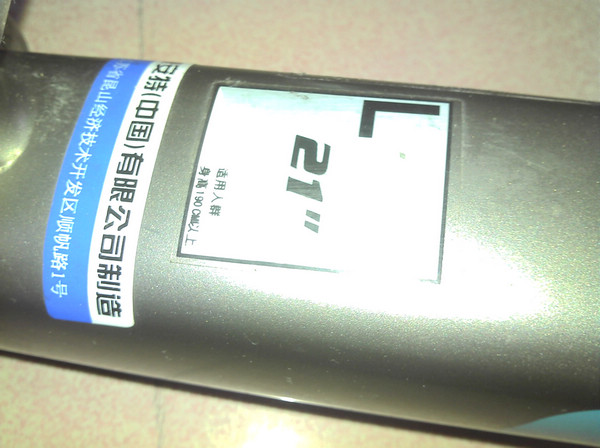 L
21"
适用人群
身高190CM以上
安特(中国)有限公司制造
苏省昆山经济技术开发区顺帆路1号